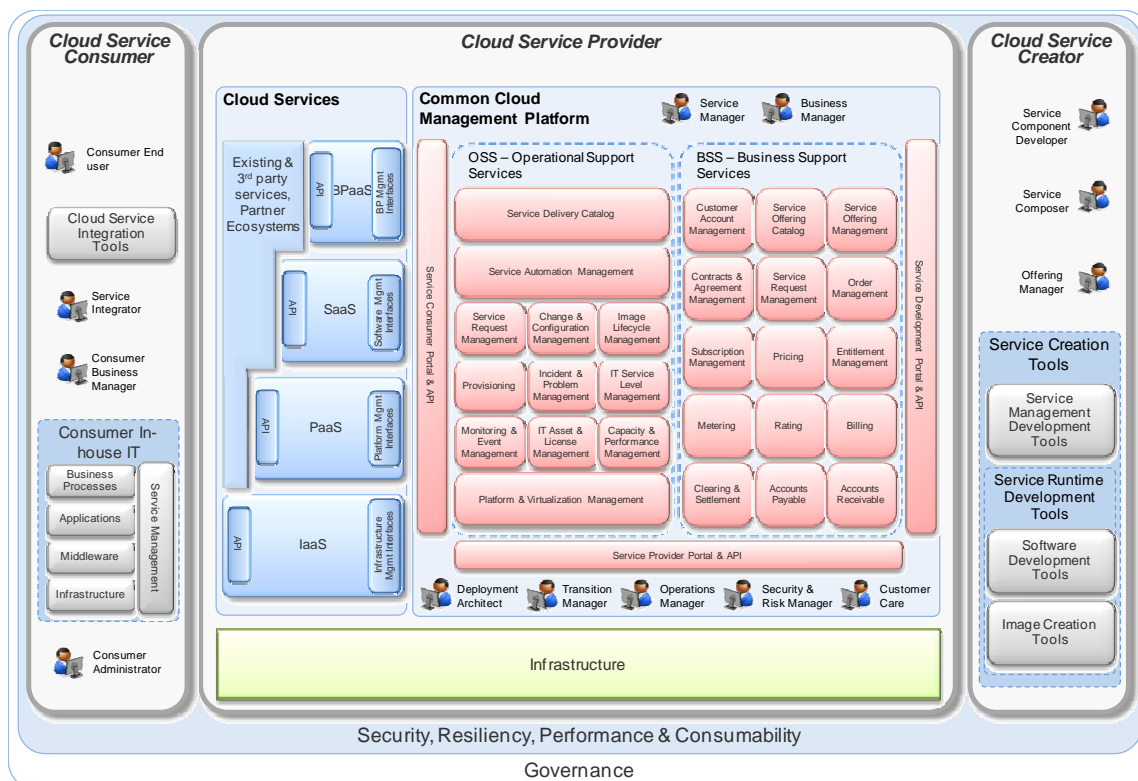 Cloud Service
Consumer
Consumer End
user
Cloud Service
Integration
Tools
Service
Integrator
Consumer
Business
Manager
Consumer In-
house IT
Business
Processes
Applications
Middleware
Infrastructure
Service Management
Consumer
Administrator
Cloud Service Provider
Cloud Services
Existing &
3rd party
services,
Partner
Ecosystems
API
BPaaS
BP Mgmt
Interfaces
API
SaaS
Software Mgmt
Interfaces
API
PaaS
Platform Mgmt
Interfaces
API
IaaS
Infrastructure
Mgmt Interfaces
Common Cloud
Management Platform
Service
Manager
Business
Manager
Service Consumer Portal & API
OSS – Operational Support
Services
Service Delivery Catalog
Service Automation Management
Service
Request
Management
Change &
Configuration
Management
Image
Lifecycle
Management
Provisioning
Incident &
Problem
Management
IT Service
Level
Management
Monitoring &
Event
Management
IT Asset &
License
Management
Capacity &
Performance
Management
Platform & Virtualization Management
BSS – Business Support
Services
Customer
Account
Management
Service
Offering
Catalog
Service
Offering
Management
Contracts &
Agreement
Management
Service
Request
Management
Order
Management
Subscription
Management
Pricing
Entitlement
Management
Metering
Rating
Billing
Clearing &
Settlement
Accounts
Payable
Accounts
Receivable
Service Development Portal & API
Service Provider Portal & API
Deployment
Architect
Transition
Manager
Operations
Manager
Security &
Risk Manager
Customer
Care
Infrastructure
Cloud Service
Creator
Service
Component
Developer
Service
Composer
Offering
Manager
Service Creation
Tools
Service
Management
Development
Tools
Service Runtime
Development
Tools
Software
Development
Tools
Image Creation
Tools
Security, Resiliency, Performance & Consumability
Governance